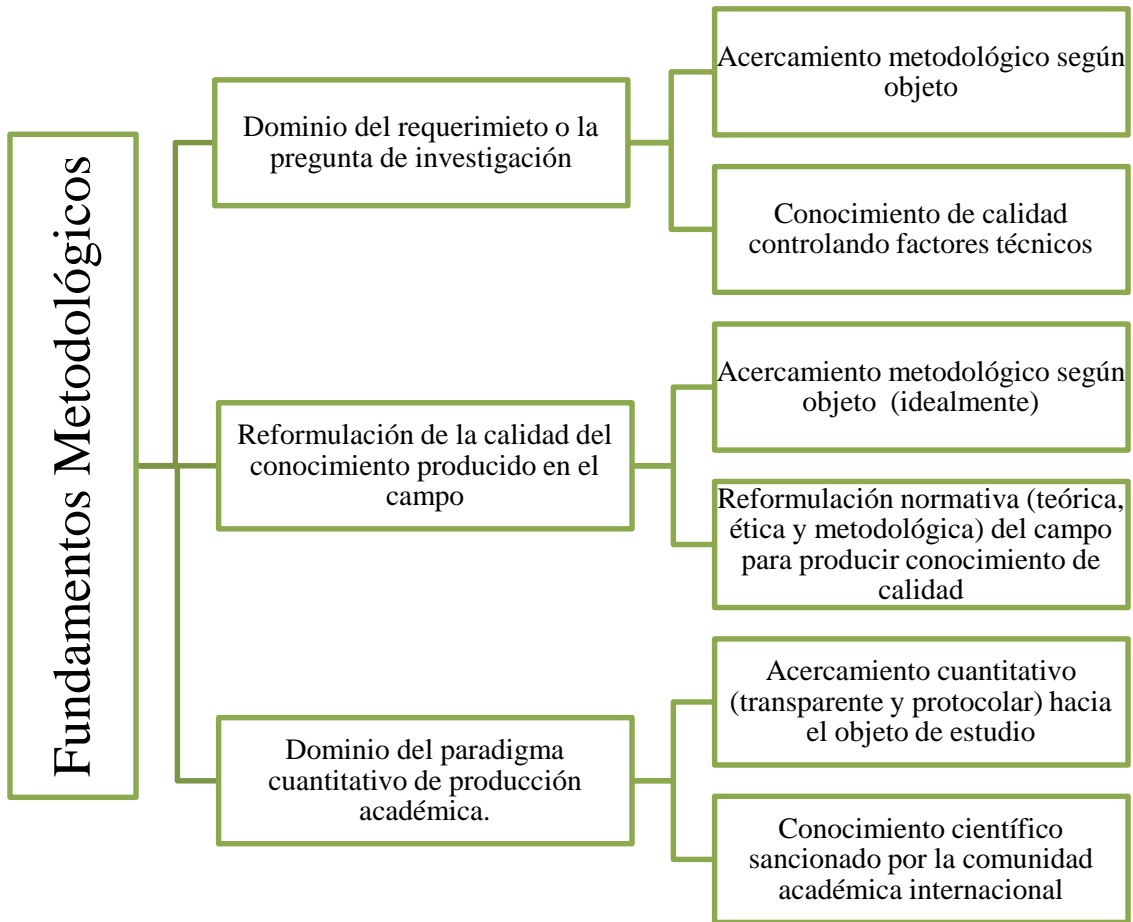 Fundamentos Metodológicos
Dominio del requerimieto o la
pregunta de investigación
Acercamiento metodológico según
objeto
Conocimiento de calidad
controlando factores técnicos
Reformulación de la calidad del
conocimiento producido en el
campo
Acercamiento metodológico según
objeto (idealmente)
Reformulación normativa (teórica,
ética y metodológica) del campo
para producir conocimiento de
calidad
Dominio del paradigma
cuantitativo de producción
académica.
Acercamiento cuantitativo
(transparente y protocolar) hacia
el objeto de estudio
Conocimiento científico
sancionado por la comunidad
académica internacional